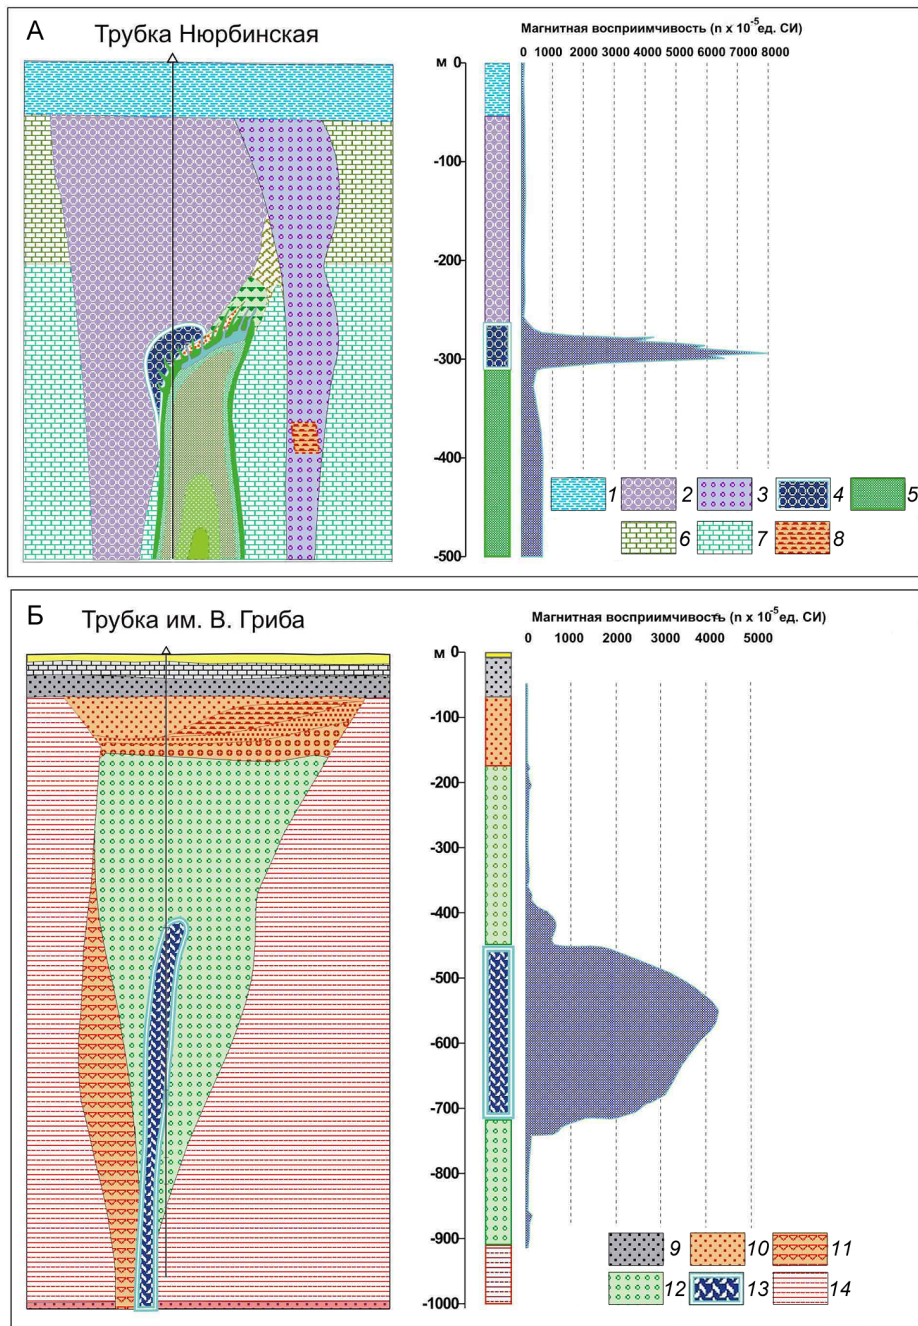 А
Трубка Нюрбинская
Магнитная восприимчивость (n x 10⁻⁵ед. СИ)
0 1000 2000 3000 4000 5000 6000 7000 8000
м 0
-100
-200
-300
-400
-500
1 2 3 4 5
6 7 8
Б
Трубка им. В. Гриба
Магнитная восприимчивость (n x 10⁻⁵ед. СИ)
0 1000 2000 3000 4000 5000
м 0
-100
-200
-300
-400
-500
-600
-700
-800
-900
-1000
9 10 11
12 13 14